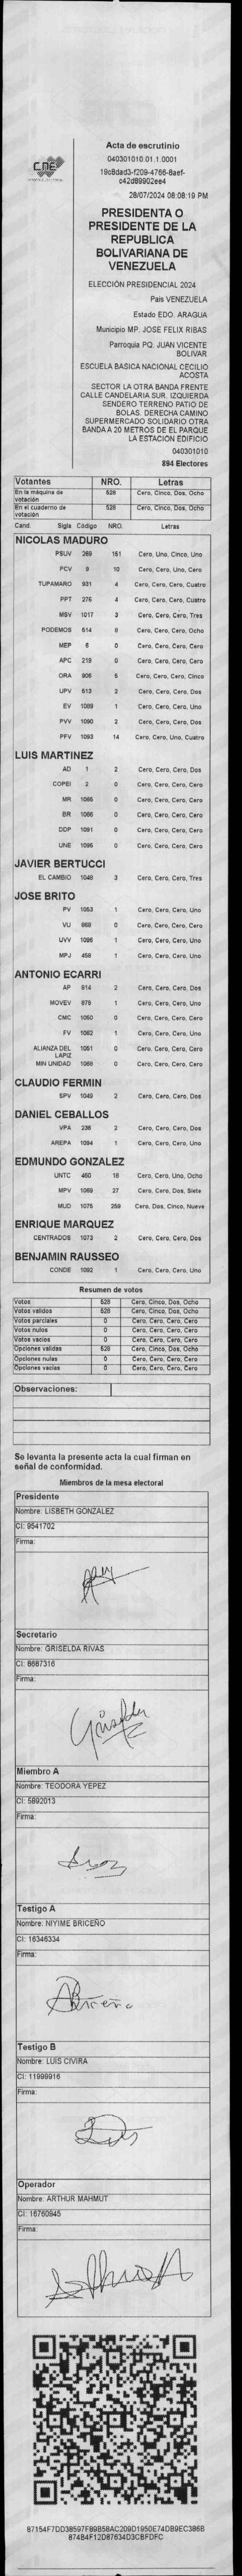 CNE
Acta de escrutinio
040301010.01.1.0001
19c8dad3-f209-4766-8aef-
c42d89902ee4
28/07/2024 08:08:19 PM
PRESIDENTA O
PRESIDENTE DE LA
REPUBLICA
BOLIVARIANA DE
VENEZUELA
ELECCIÓN PRESIDENCIAL 2024
País VENEZUELA
Estado EDO. ARAGUA
Municipio MP. JOSE FELIX RIBAS
Parroquia PQ. JUAN VICENTE
BOLIVAR
ESCUELA BASICA NACIONAL CECILIO
ACOSTA
SECTOR LA OTRA BANDA FRENTE
CALLE CANDELARIA SUR. IZQUIERDA
SENDERO TERRENO PATIO DE
BOLAS. DERECHA CAMINO
SUPERMERCADO SOLIDARIO OTRA
BANDA A 20 METROS DE EL PARQUE
LA ESTACION EDIFICIO
040301010
894 Electores
Votantes NRO. Letras
En la máquina de votación 528 Cero, Cinco, Dos, Ocho
En el cuaderno de votación 528 Cero, Cinco, Dos, Ocho
Cand. Sigla Código NRO. Letras
NICOLAS MADURO
PSUV 269 151 Cero, Uno, Cinco, Uno
PCV 9 10 Cero, Cero, Uno, Cero
TUPAMARO 931 4 Cero, Cero, Cero, Cuatro
PPT 276 4 Cero, Cero, Cero, Cuatro
MSV 1017 3 Cero, Cero, Cero, Tres
PODEMOS 514 8 Cero, Cero, Cero, Ocho
MEP 6 0 Cero, Cero, Cero, Cero
APC 219 0 Cero, Cero, Cero, Cero
ORA 906 5 Cero, Cero, Cero, Cinco
UPV 613 2 Cero, Cero, Cero, Dos
EV 1089 1 Cero, Cero, Cero, Uno
PVV 1090 2 Cero, Cero, Cero, Dos
PFV 1093 14 Cero, Cero, Uno, Cuatro
LUIS MARTINEZ
AD 1 2 Cero, Cero, Cero, Dos
COPEI 2 0 Cero, Cero, Cero, Cero
MR 1065 0 Cero, Cero, Cero, Cero
BR 1066 0 Cero, Cero, Cero, Cero
DDP 1091 0 Cero, Cero, Cero, Cero
UNE 1095 0 Cero, Cero, Cero, Cero
JAVIER BERTUCCI
EL CAMBIO 1048 3 Cero, Cero, Cero, Tres
JOSE BRITO
PV 1053 1 Cero, Cero, Cero, Uno
VU 868 0 Cero, Cero, Cero, Cero
UVV 1096 1 Cero, Cero, Cero, Uno
MPJ 458 1 Cero, Cero, Cero, Uno
ANTONIO ECARRI
AP 814 2 Cero, Cero, Cero, Dos
MOVEV 879 1 Cero, Cero, Cero, Uno
CMC 1050 0 Cero, Cero, Cero, Cero
FV 1062 1 Cero, Cero, Cero, Uno
ALIANZA DEL LAPIZ 1051 0 Cero, Cero, Cero, Cero
MIN UNIDAD 1068 0 Cero, Cero, Cero, Cero
CLAUDIO FERMIN
SPV 1049 2 Cero, Cero, Cero, Dos
DANIEL CEBALLOS
VPA 236 2 Cero, Cero, Cero, Dos
AREPA 1094 1 Cero, Cero, Cero, Uno
EDMUNDO GONZALEZ
UNTC 460 18 Cero, Cero, Uno, Ocho
MPV 1069 27 Cero, Cero, Dos, Siete
MUD 1075 259 Cero, Dos, Cinco, Nueve
ENRIQUE MARQUEZ
CENTRADOS 1073 2 Cero, Cero, Cero, Dos
BENJAMIN RAUSSEO
CONDE 1092 1 Cero, Cero, Cero, Uno
Resumen de votos
Votos 528 Cero, Cinco, Dos, Ocho
Votos validos 528 Cero, Cinco, Dos, Ocho
Votos parciales 0 Cero, Cero, Cero, Cero
Votos nulos 0 Cero, Cero, Cero, Cero
Votos vacios 0 Cero, Cero, Cero, Cero
Opciones validas 528 Cero, Cinco, Dos, Ocho
Opciones nulas 0 Cero, Cero, Cero, Cero
Opciones vacias 0 Cero, Cero, Cero, Cero
Observaciones:
Se levanta la presente acta la cual firman en
señal de conformidad.
Miembros de la mesa electoral
Presidente
Nombre: LISBETH GONZALEZ
CI: 9541702
Firma:
Secretario
Nombre: GRISELDA RIVAS
CI: 8687316
Firma:
Griselda
Miembro A
Nombre: TEODORA YEPEZ
CI: 5892013
Firma:
Testigo A
Nombre: NIYIME BRICEÑO
CI: 16346334
Firma:
Briceño
Testigo B
Nombre: LUIS CIVIRA
CI: 11999916
Firma:
Operador
Nombre: ARTHUR MAHMUT
CI: 16760945
Firma:
87154F7DD38597F89B58AC209D1950E74DB9EC386B
874B4F12D87634D3CBFDFC